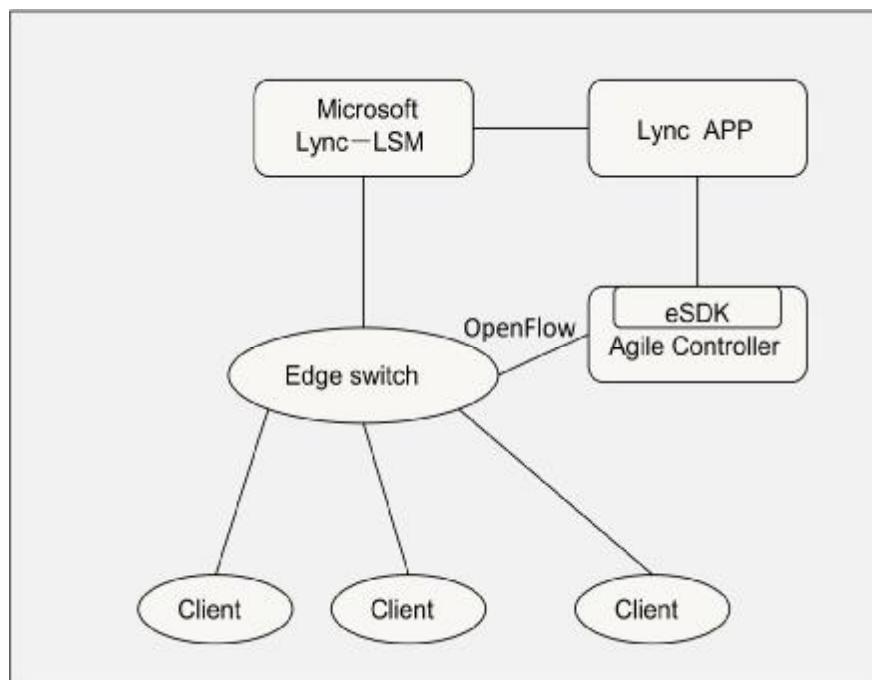 Microsoft
Lync—LSM
Lync APP
eSDK
Agile Controller
OpenFlow
Edge switch
Client
Client
Client